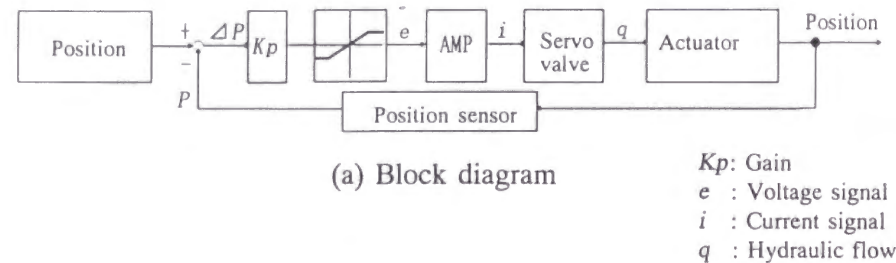 Position
+
−
Δ P
Kp
e
AMP
i
Servo
valve
q
Actuator
Position
P
Position sensor
(a) Block diagram
Kp: Gain
e : Voltage signal
i : Current signal
q : Hydraulic flow